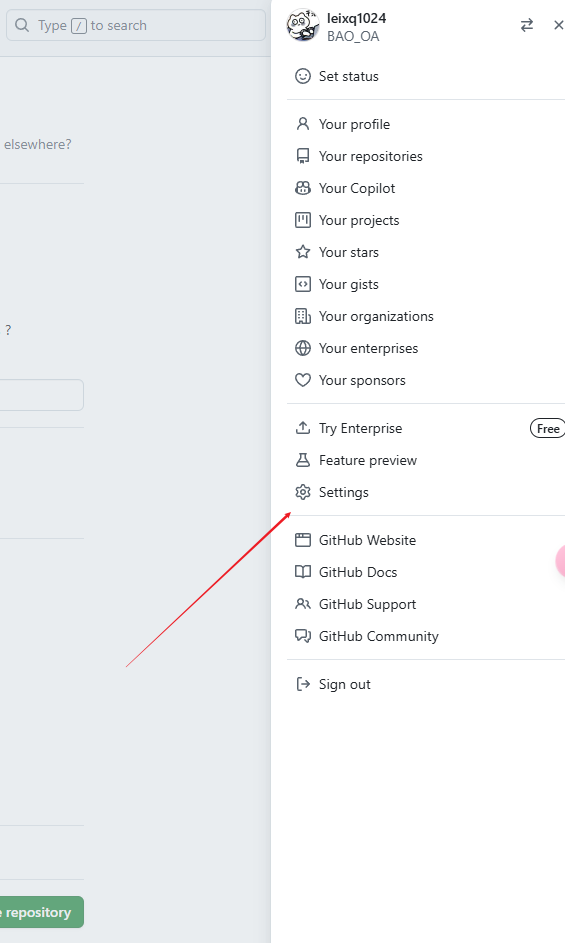 Type / to search
elsewhere?
?
repository
leixq1024
BAO_OA
Set status
Your profile
Your repositories
Your Copilot
Your projects
Your stars
Your gists
Your organizations
Your enterprises
Your sponsors
Try Enterprise
Free
Feature preview
Settings
GitHub Website
GitHub Docs
GitHub Support
GitHub Community
Sign out